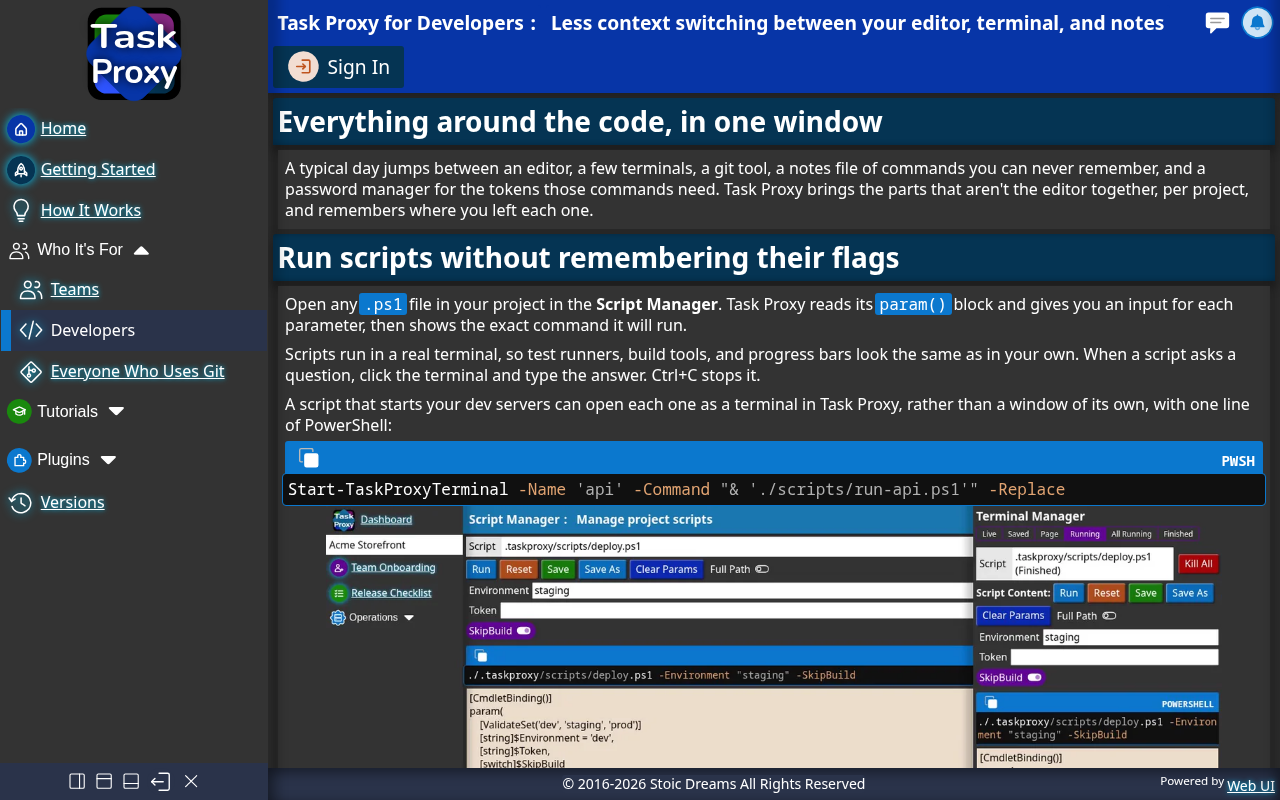 Task Proxy
Home
Getting Started
How It Works
Who It's For
Teams
Developers
Everyone Who Uses Git
Tutorials
Plugins
Versions
Task Proxy for Developers : Less context switching between your editor, terminal, and notes
Sign In
Everything around the code, in one window
A typical day jumps between an editor, a few terminals, a git tool, a notes file of commands you can never remember, and a
password manager for the tokens those commands need. Task Proxy brings the parts that aren't the editor together, per project,
and remembers where you left each one.
Run scripts without remembering their flags
Open any .ps1 file in your project in the Script Manager. Task Proxy reads its param() block and gives you an input for each
parameter, then shows the exact command it will run.
Scripts run in a real terminal, so test runners, build tools, and progress bars look the same as in your own. When a script asks a
question, click the terminal and type the answer. Ctrl+C stops it.
A script that starts your dev servers can open each one as a terminal in Task Proxy, rather than a window of its own, with one line
of PowerShell:
PWSH
Start-TaskProxyTerminal -Name 'api' -Command "& './scripts/run-api.ps1'" -Replace
Task Proxy
Dashboard
Acme Storefront
Team Onboarding
Release Checklist
Operations
Script Manager : Manage project scripts
Script .taskproxy/scripts/deploy.ps1
Run Reset Save Save As Clear Params Full Path
Environment staging
Token
SkipBuild
./.taskproxy/scripts/deploy.ps1 -Environment "staging" -SkipBuild
[CmdletBinding()]
param(
[ValidateSet('dev', 'staging', 'prod')]
[string]$Environment = 'dev',
[string]$Token,
[switch]$SkipBuild
Terminal Manager
Live Saved Page Running All Running Finished
Script .taskproxy/scripts/deploy.ps1
(Finished)
Kill All
Script Content: Run Reset Save Save As
Clear Params Full Path
Environment staging
Token
SkipBuild
POWERSHELL
./.taskproxy/scripts/deploy.ps1 -Environ
ment "staging" -SkipBuild
[CmdletBinding()]
© 2016-2026 Stoic Dreams All Rights Reserved
Powered by Web UI